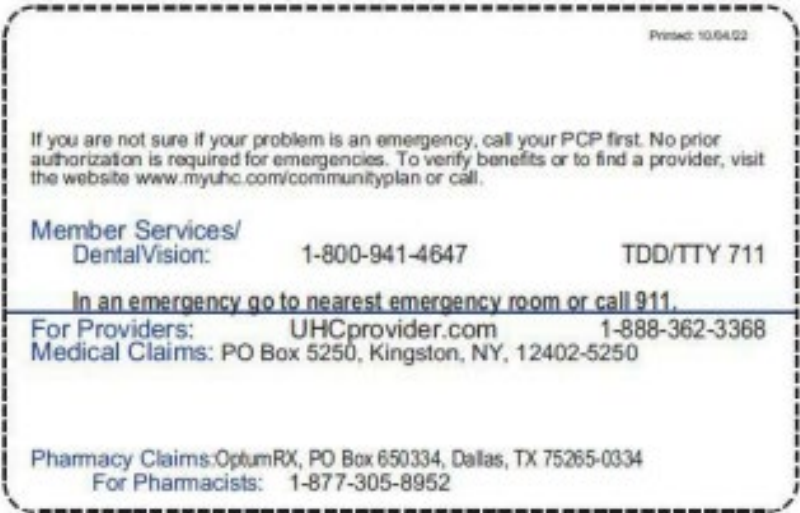 Printed: 10/04/22
If you are not sure if your problem is an emergency, call your PCP first. No prior
authorization is required for emergencies. To verify benefits or to find a provider, visit
the website www.myuhc.com/communityplan or call.
Member Services/
DentalVision: 1-800-941-4647 TDD/TTY 711
In an emergency go to nearest emergency room or call 911.
For Providers: UHCprovider.com 1-888-362-3368
Medical Claims: PO Box 5250, Kingston, NY, 12402-5250
Pharmacy Claims:OptumRX, PO Box 650334, Dallas, TX 75265-0334
For Pharmacists: 1-877-305-8952